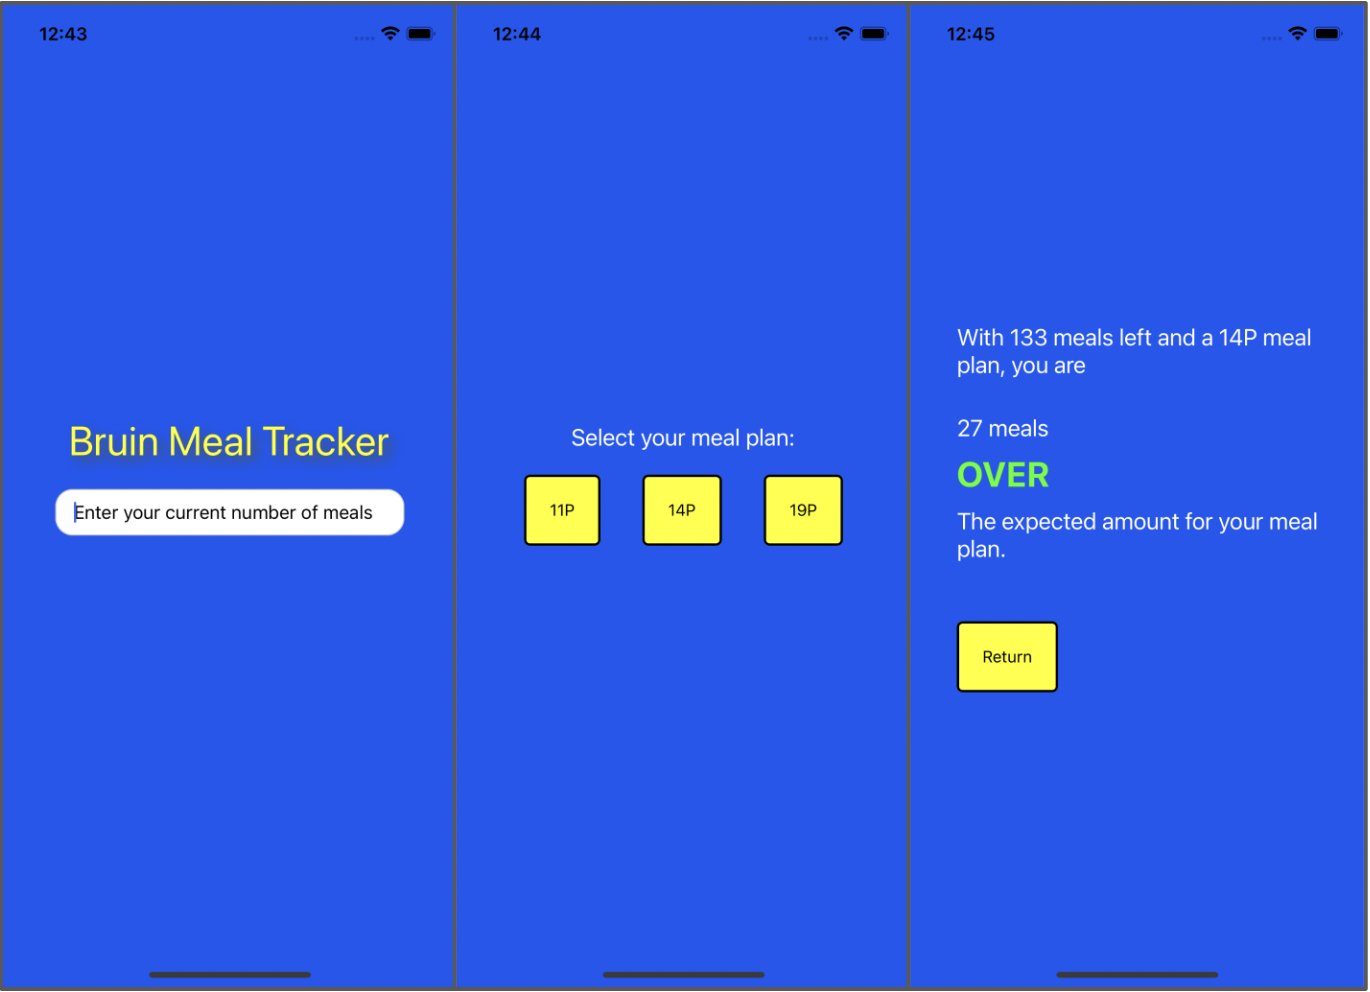 12:43
Bruin Meal Tracker
Enter your current number of meals
12:44
Select your meal plan:
11P
14P
19P
12:45
With 133 meals left and a 14P meal
plan, you are
27 meals
OVER
The expected amount for your meal
plan.
Return